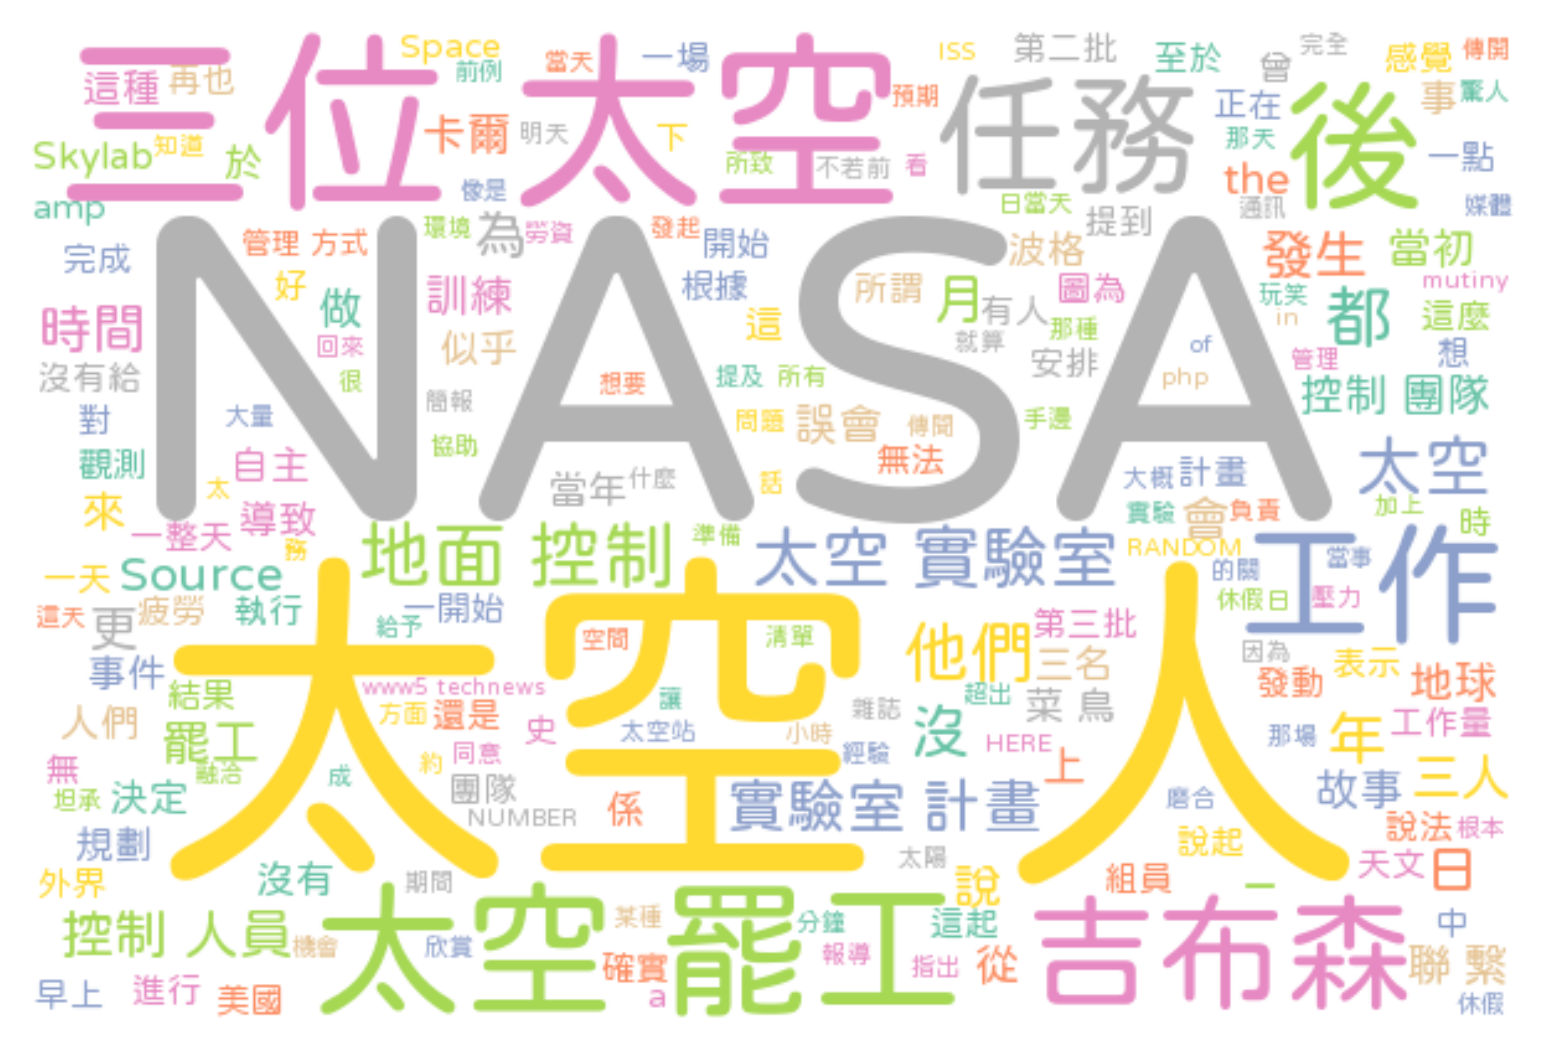 三位太空
Space
前例
當天
一場
預期
ISS
第二批
至於
曾
完全
感覺
傳聞
這種
再也
任務
正在
後
事
驚人
Skylab
知道
於
卡爾
明天
下
所致
不若前
看
那天
一點
the
amp
像是
日當天
提到
通訊
媒體
NASA
完成
管理 方式
環境
為
勞資
發起
開始
波格
發生
當初
好
做
訓練
根據
所謂
月
有人
圖為
玩笑
in
都
mutiny
這麼
時間
回來
似乎
這
就算
那種
安排
of
管理
想
沒有給
很
簡報
想要
提及
所有
php
控制 團隊
對
大量
協助
問題
誤會
傳聞
手邊
觀測
自主
當年
什麼
話
無法
大概
計畫
太空
來
太
導致
一整天
務
地面 控制
準備
太空 實驗室
實驗
會
負責
加上
時
RANDOM
工作
當事
一天
Source
的關
這天
更
疲勞
執行
一開始
給予
太空人
空間
清單
他們
第三批
休假日
壓力
因為
事件
結果
www5 technews
讓
三名
表示
發動
地球
人們
罷工
方面
還是
史
太空站
小時
雜誌
超出
菜 鳥
沒
HERE
那場
年
工作量
無
融洽
成
約
同意
經驗
上
坦承
決定
團隊
NUMBER
係
實驗室 計畫
磨合
故事
三人
規劃
說起
說法
根本
外界
沒有
期間
太陽
說
組員
一
天文
日
控制 人員
機會
太空罷工
欣賞
某種
確實
分鐘
報導
這起
指出
從
吉布森
中
聯 繫
早上
進行
美國
a
休假